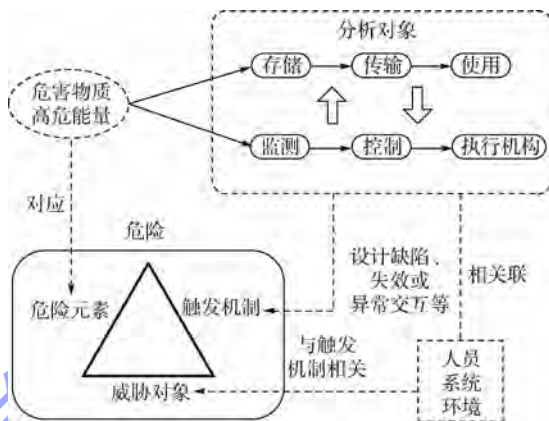 分析对象
存储
传输
使用
危害物质
高危能量
监测
控制
执行机构
对应
危险
设计缺陷、
失效或
异常交互等
相关联
危险元素
触发机制
与触发
机制相关
人员
系统
环境
威胁对象